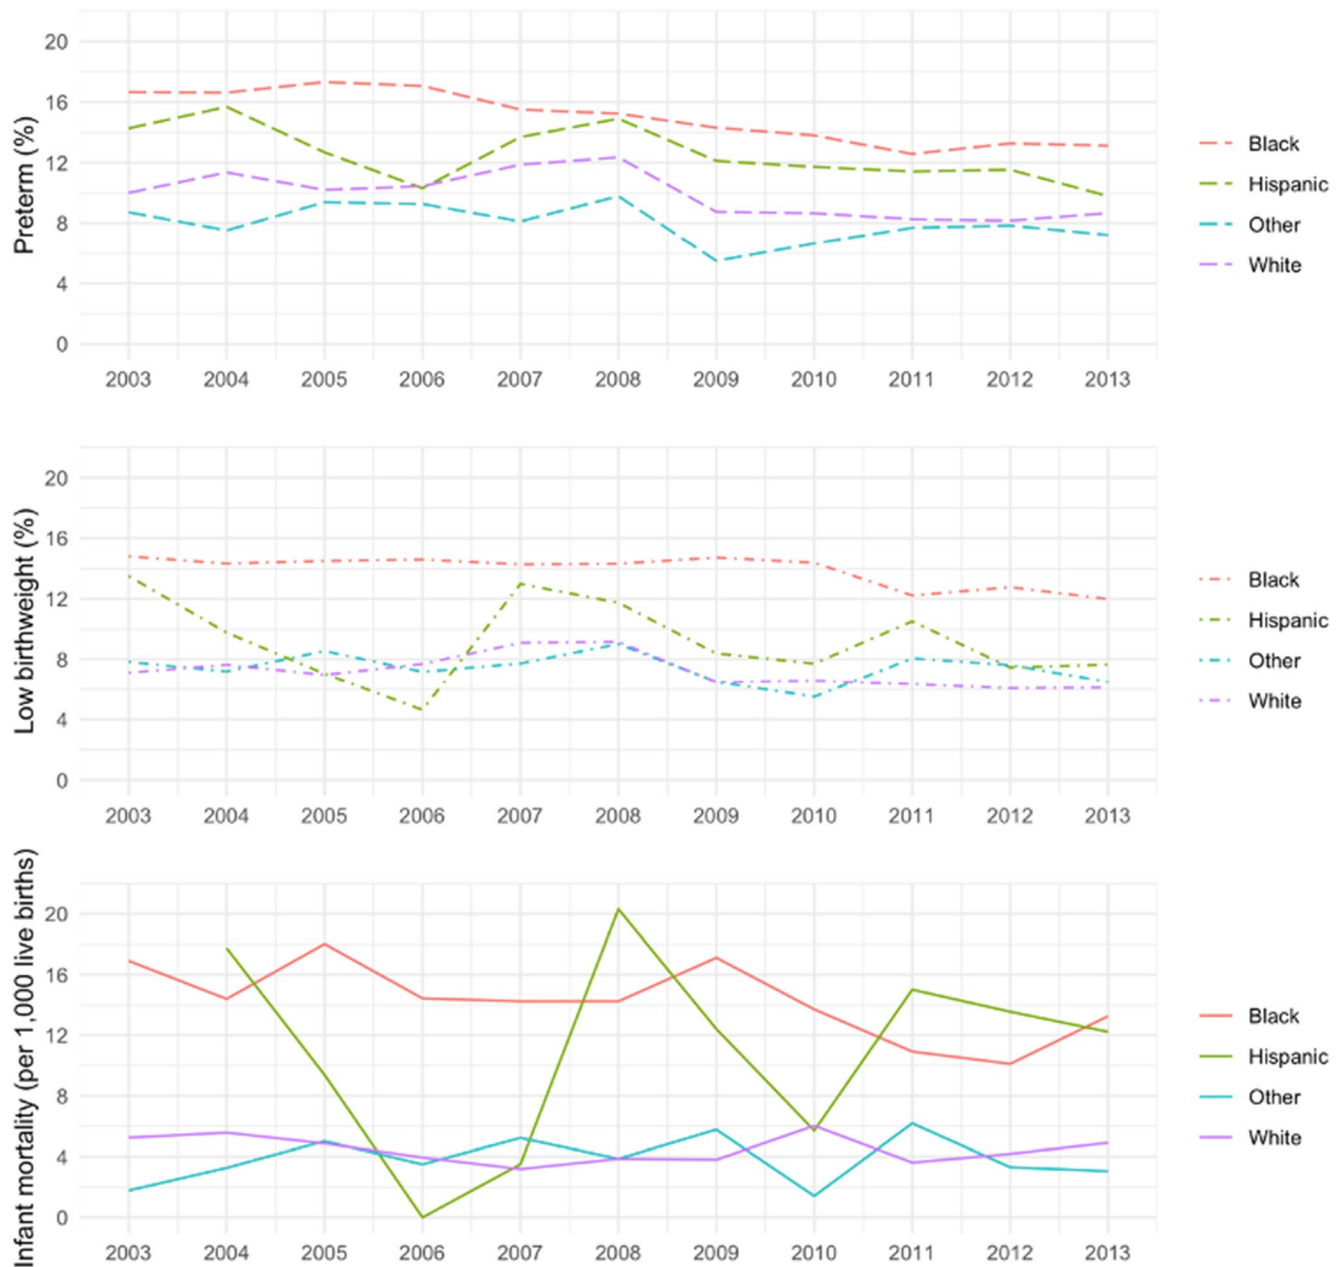 Preterm (%)
20
16
12
8
4
0
2003 2004 2005 2006 2007 2008 2009 2010 2011 2012 2013
Black
Hispanic
Other
White
Low birthweight (%)
20
16
12
8
4
0
2003 2004 2005 2006 2007 2008 2009 2010 2011 2012 2013
Black
Hispanic
Other
White
Infant mortality (per 1,000 live births)
20
16
12
8
4
0
2003 2004 2005 2006 2007 2008 2009 2010 2011 2012 2013
Black
Hispanic
Other
White